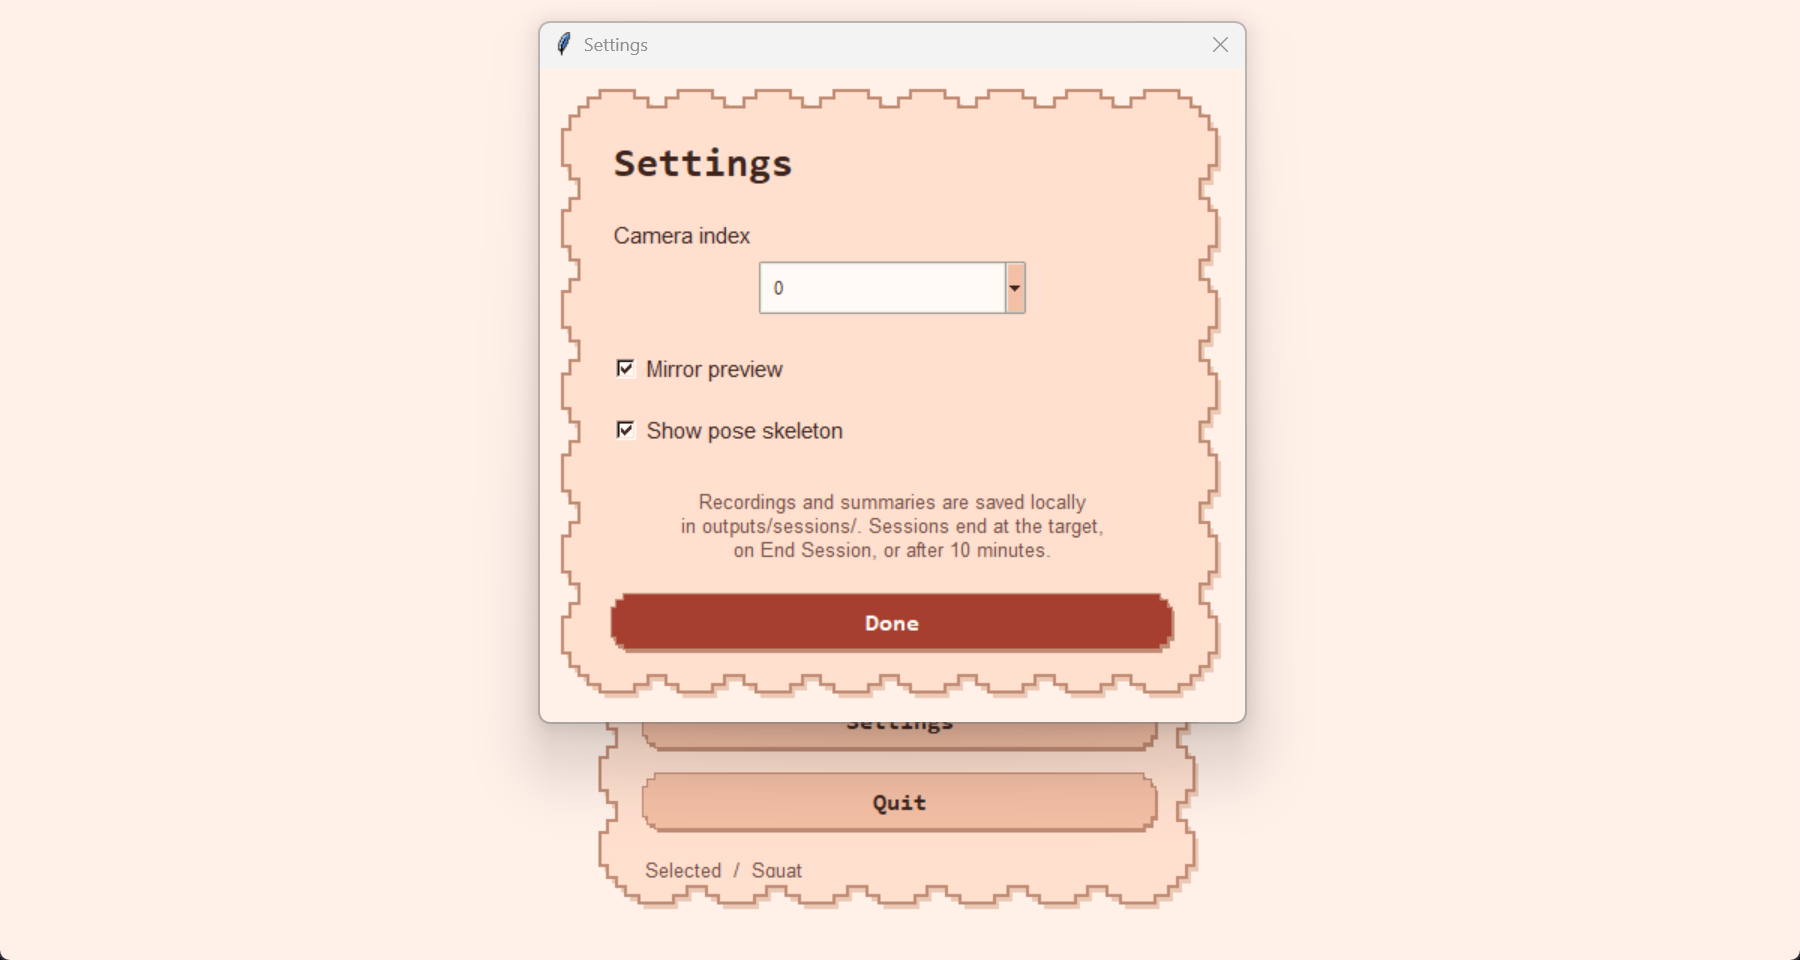 Settings
Settings
Camera index
0
Mirror preview
Show pose skeleton
Recordings and summaries are saved locally
in outputs/sessions/. Sessions end at the target,
on End Session, or after 10 minutes.
Done
Settings
Quit
Selected / Squat